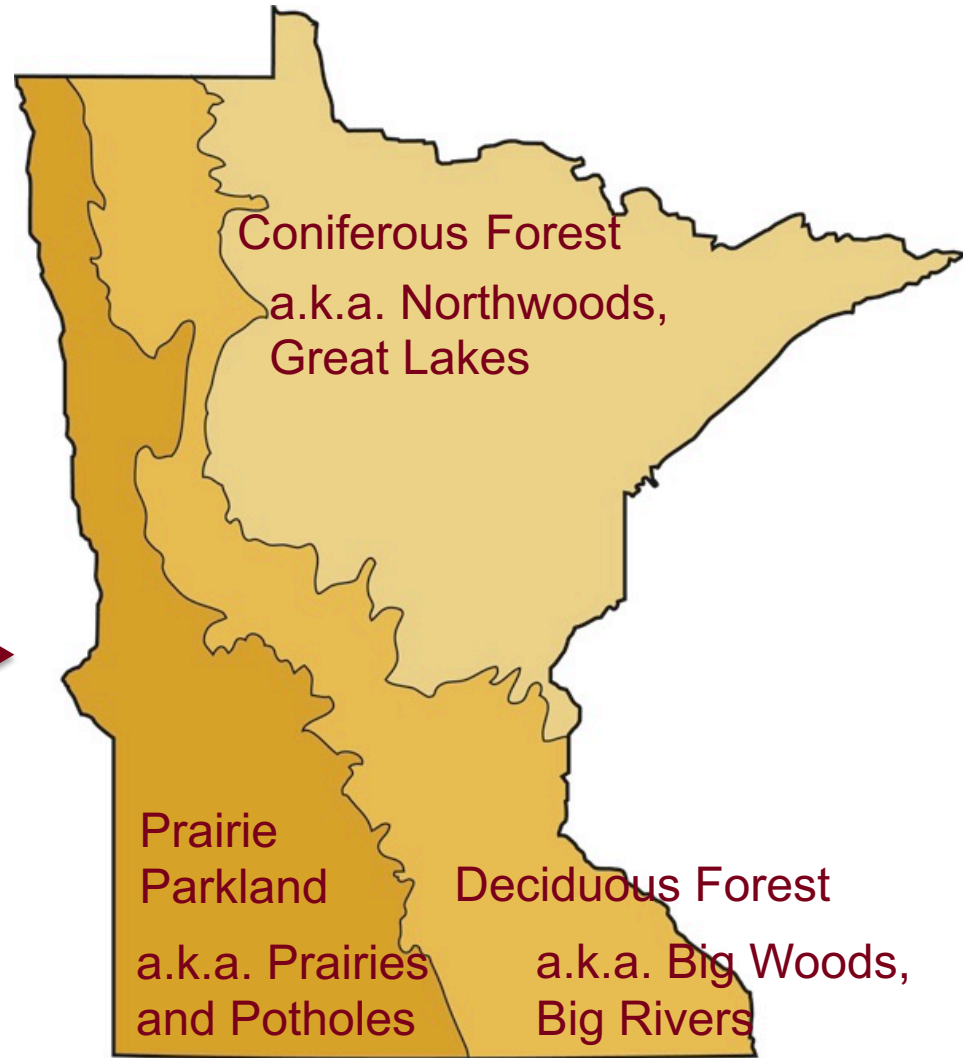 Coniferous Forest
a.k.a. Northwoods,
Great Lakes
Prairie
Parkland
a.k.a. Prairies
and Potholes
Deciduous Forest
a.k.a. Big Woods,
Big Rivers